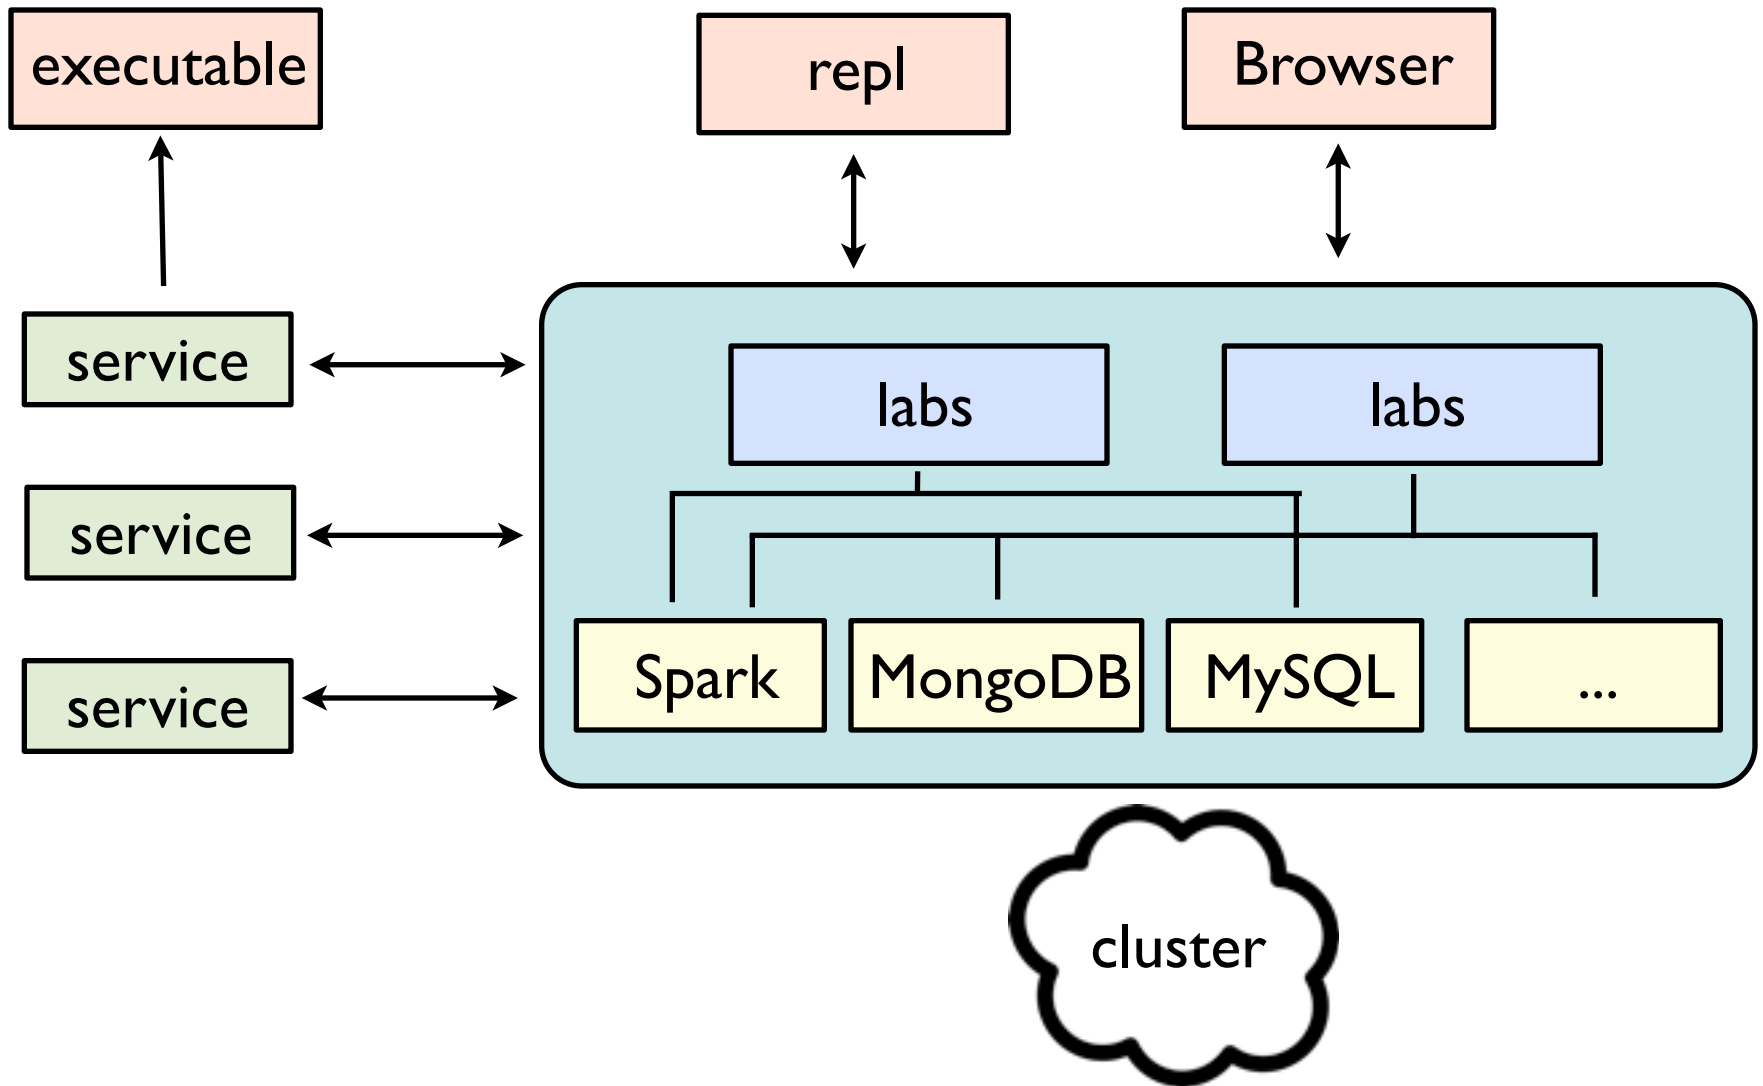 executable
repl
Browser
service
labs
labs
service
service
Spark
MongoDB
MySQL
...
cluster